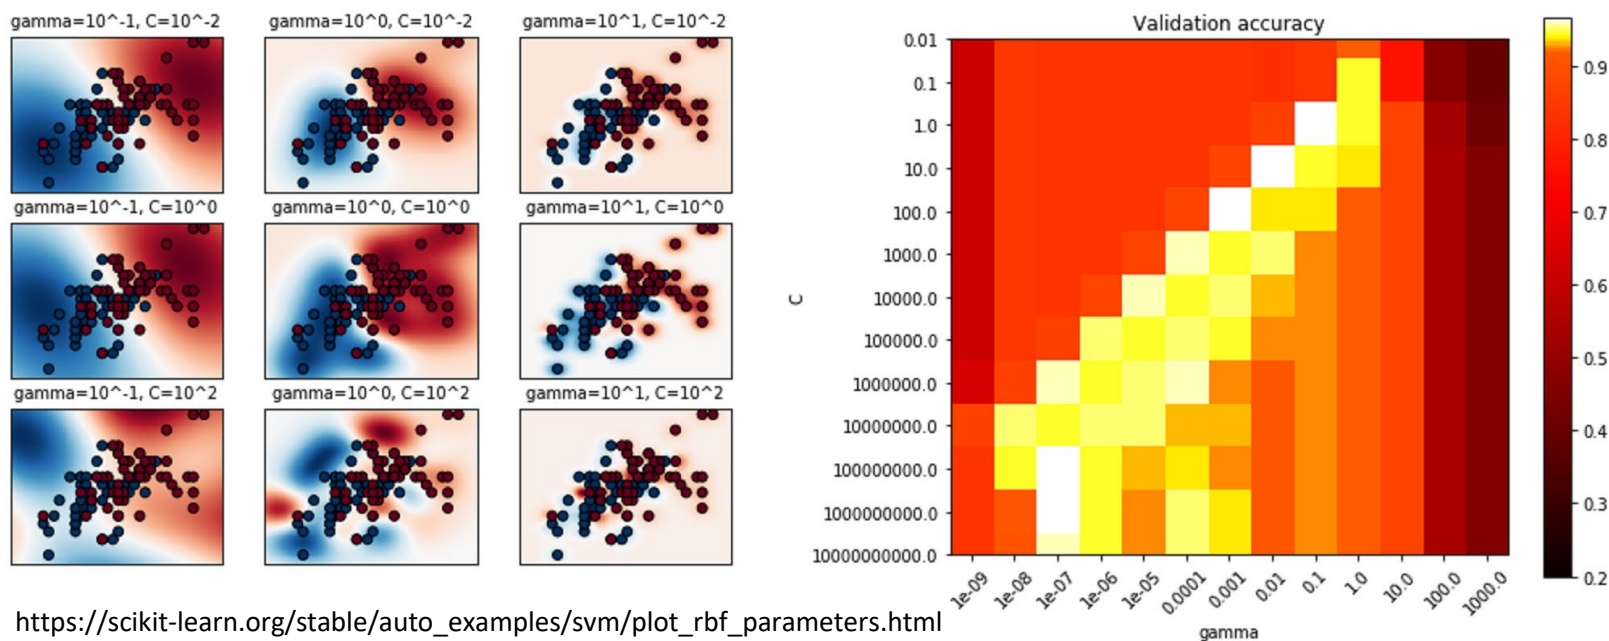 gamma=10^-1, C=10^-2
gamma=10^0, C=10^-2
gamma=10^1, C=10^-2
gamma=10^-1, C=10^0
gamma=10^0, C=10^0
gamma=10^1, C=10^0
gamma=10^-1, C=10^2
gamma=10^0, C=10^2
gamma=10^1, C=10^2
https://scikit-learn.org/stable/auto_examples/svm/plot_rbf_parameters.html
Validation accuracy
C
0.01
0.1
1.0
10.0
100.0
1000.0
10000.0
100000.0
1000000.0
10000000.0
100000000.0
1000000000.0
10000000000.0
1e-09
1e-08
1e-07
1e-06
1e-05
0.0001
0.001
0.01
0.1
1.0
10.0
100.0
1000.0
gamma
0.9
0.8
0.7
0.6
0.5
0.4
0.3
0.2